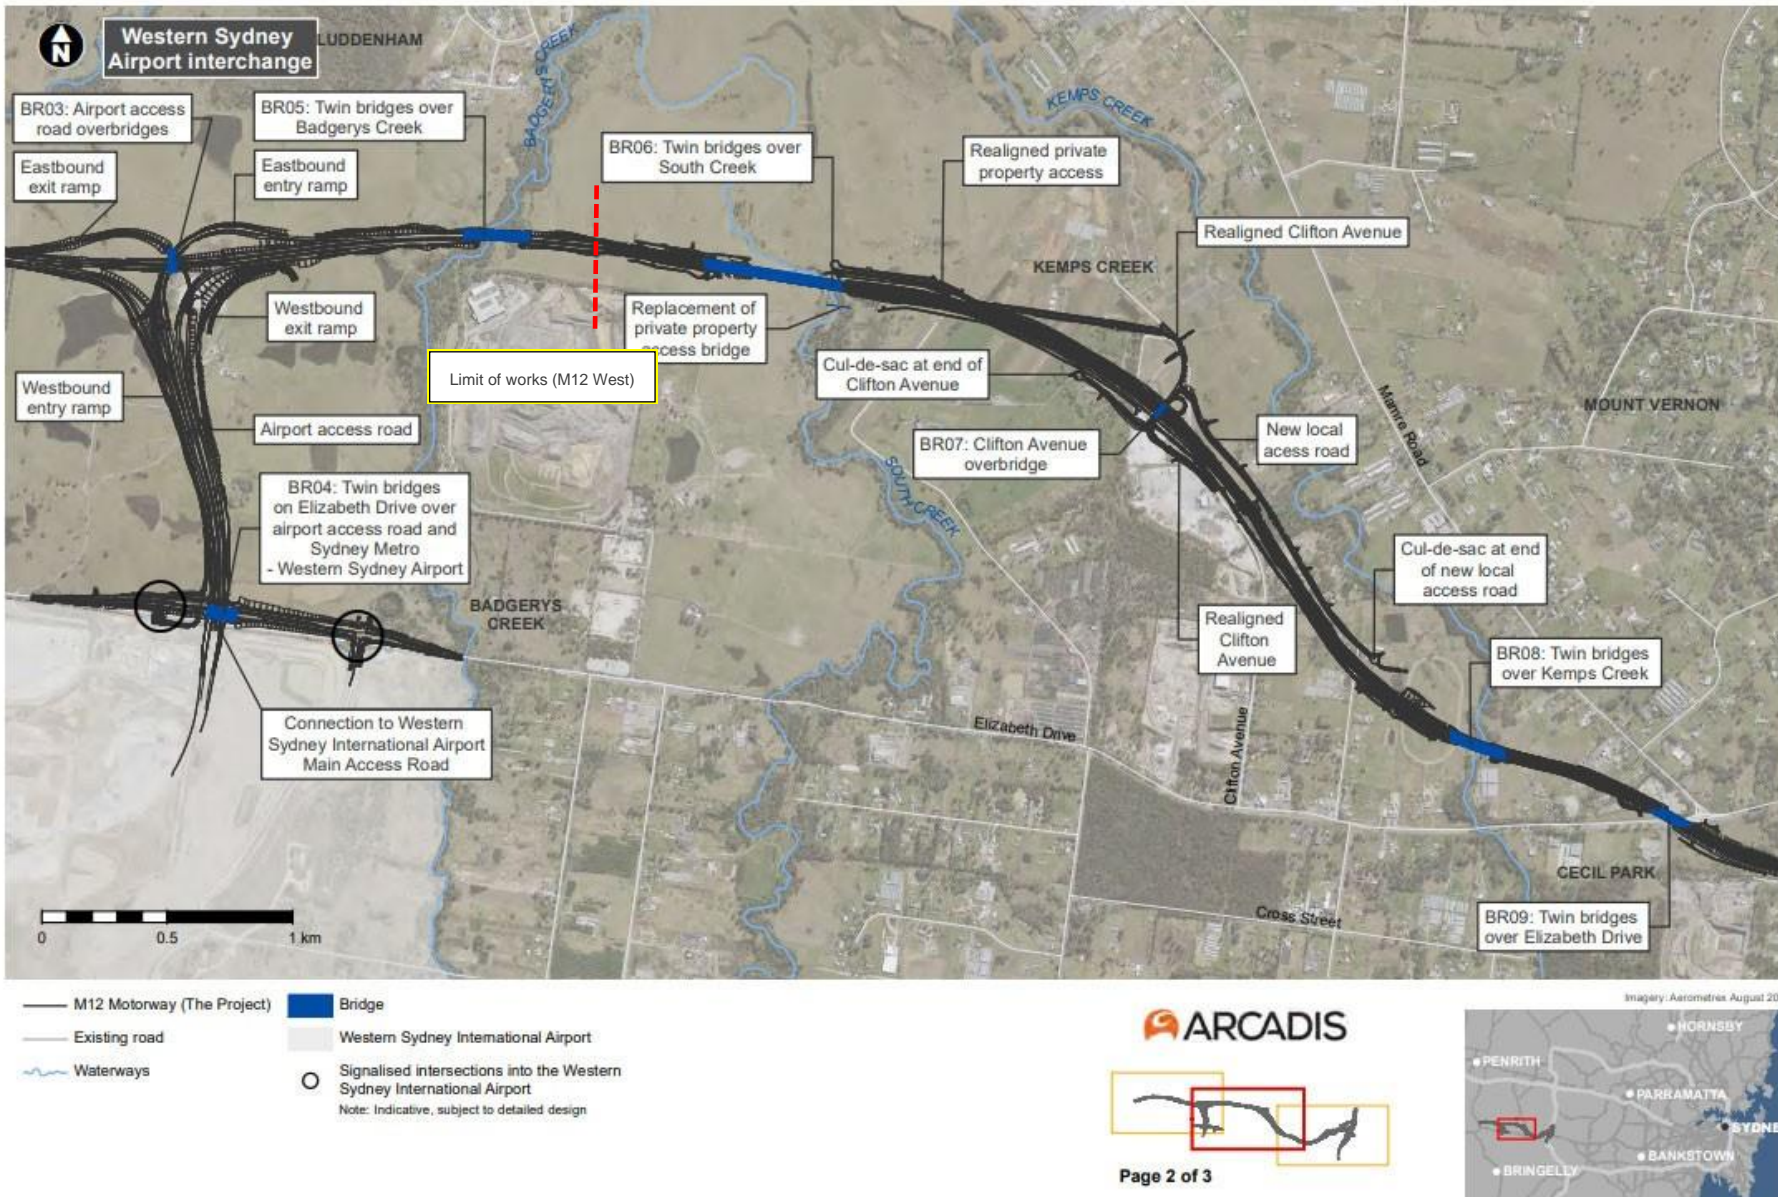 N
Western Sydney
Airport interchange
LUDDENHAM
BR03: Airport access
road overbridges
BR05: Twin bridges over
Badgerys Creek
BADGERYS CREEK
KEMPS CREEK
Eastbound
exit ramp
Eastbound
entry ramp
BR06: Twin bridges over
South Creek
Realigned private
property access
Realigned Clifton Avenue
KEMPS CREEK
Westbound
exit ramp
Replacement of
private property
access bridge
Limit of works (M12 West)
Westbound
entry ramp
Airport access road
Cul-de-sac at end of
Clifton Avenue
MOUNT VERNON
Mamre Road
BR07: Clifton Avenue
overbridge
New local
acess road
SOUTH CREEK
BR04: Twin bridges
on Elizabeth Drive over
airport access road and
Sydney Metro
- Western Sydney Airport
Cul-de-sac at end
of new local
access road
BADGERYS
CREEK
Realigned
Clifton
Avenue
BR08: Twin bridges
over Kemps Creek
Connection to Western
Sydney International Airport
Main Access Road
Elizabeth Drive
Clifton Avenue
CECIL PARK
Cross Street
BR09: Twin bridges
over Elizabeth Drive
0 0.5 1 km
M12 Motorway (The Project)
Existing road
Waterways
Bridge
Western Sydney International Airport
Signalised intersections into the Western
Sydney International Airport
Note: Indicative, subject to detailed design
ARCADIS
Page 2 of 3
Imagery: Aerometrex August 20
HORNSBY
PENRITH
PARRAMATTA
SYDNE
BANKSTOWN
BRINGELLY